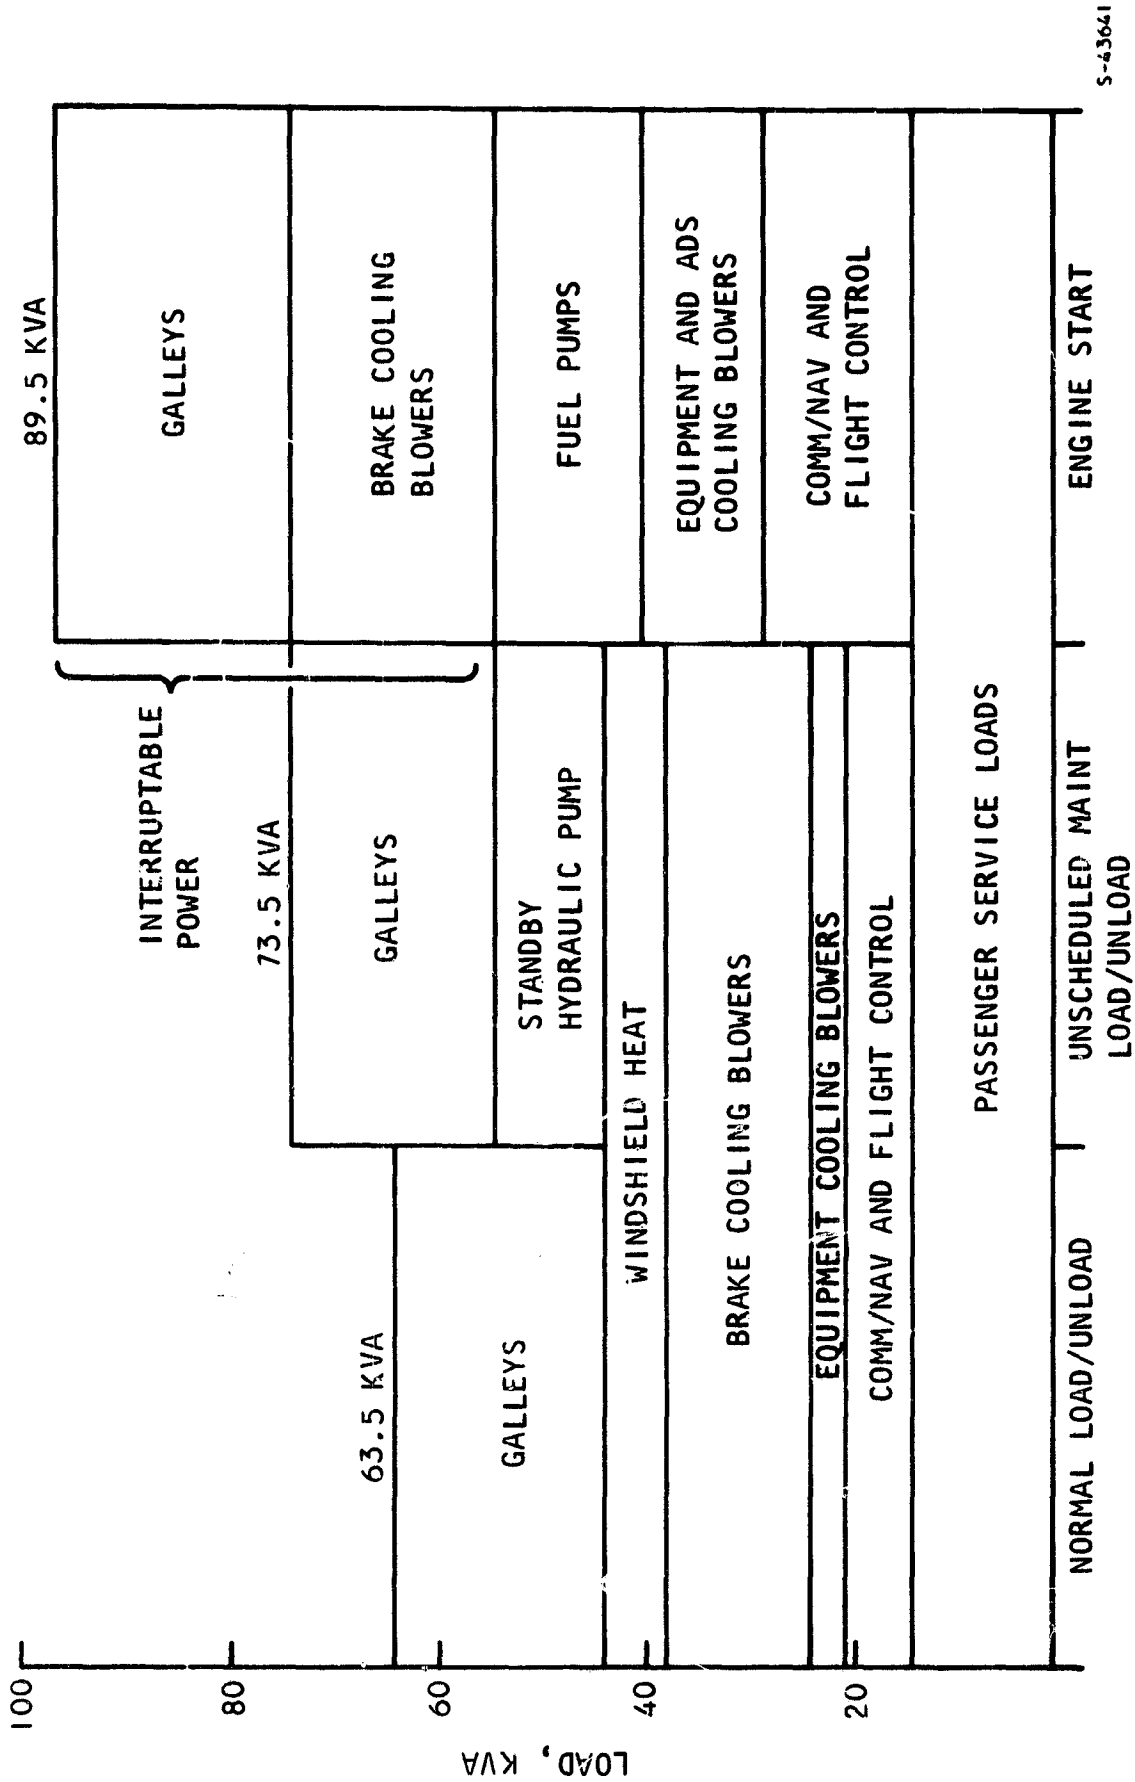 S-43641
LOAD, KVA
100
80
60
40
20
63.5 KVA
GALLEYS
73.5 KVA
GALLEYS
STANDBY
HYDRAULIC PUMP
INTERRUPTABLE
POWER
89.5 KVA
GALLEYS
BRAKE COOLING
BLOWERS
FUEL PUMPS
EQUIPMENT AND ADS
COOLING BLOWERS
COMM/NAV AND
FLIGHT CONTROL
WINDSHIELD HEAT
BRAKE COOLING BLOWERS
EQUIPMENT COOLING BLOWERS
COMM/NAV AND FLIGHT CONTROL
PASSENGER SERVICE LOADS
NORMAL LOAD/UNLOAD
UNSCHEDULED MAINT
LOAD/UNLOAD
ENGINE START